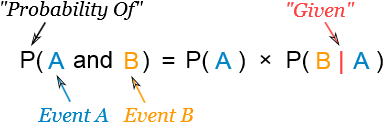 "Probability Of" "Given"
P( A and B ) = P( A ) × P( B | A )
Event A Event B